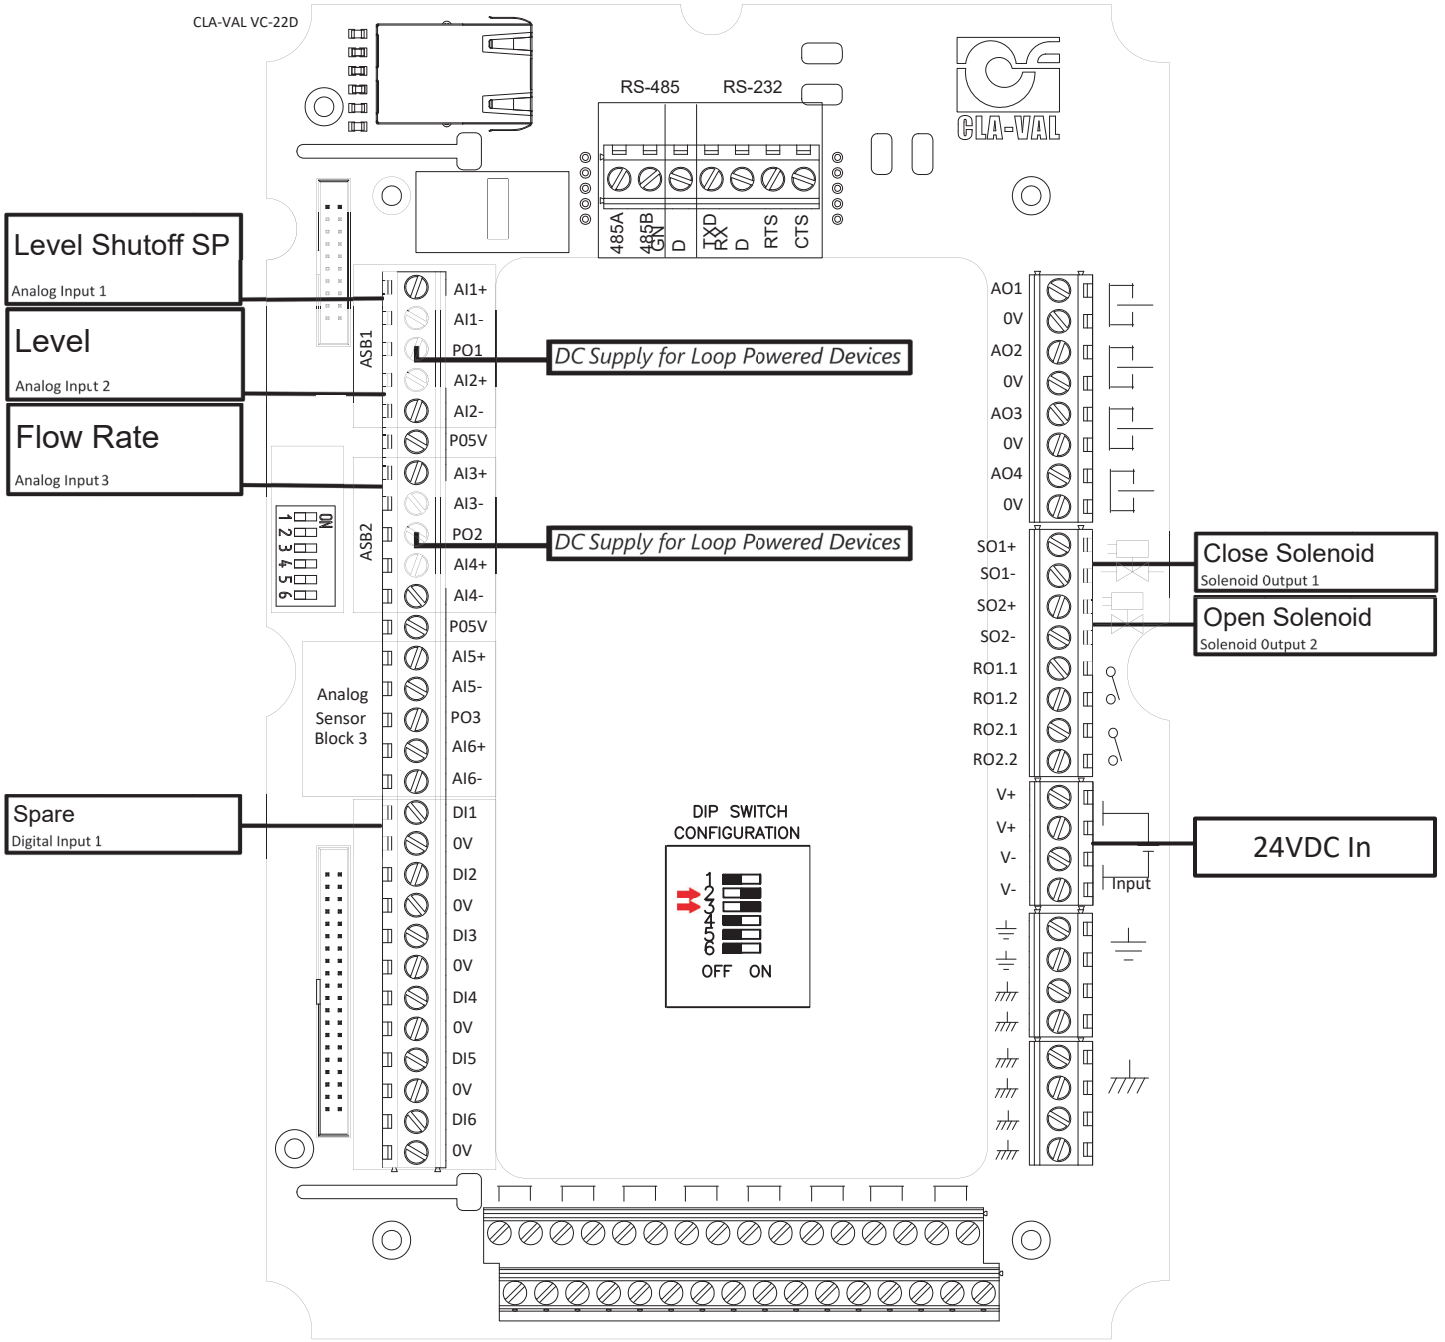 CLA-VAL VC-22D
RS-485
RS-232
CLA-VAL
485A
485B
GN
D
TXD
RX
D
RTS
CTS
Level Shutoff SP
Analog Input 1
Level
Analog Input 2
Flow Rate
Analog Input 3
ASB1
AI1+
AI1-
PO1
AI2+
AI2-
P05V
DC Supply for Loop Powered Devices
ASB2
AI3+
AI3-
PO2
AI4+
AI4-
P05V
DC Supply for Loop Powered Devices
ON
1
2
3
4
5
6
Analog
Sensor
Block 3
AI5+
AI5-
PO3
AI6+
AI6-
Spare
Digital Input 1
DI1
0V
DI2
0V
DI3
0V
DI4
0V
DI5
0V
DI6
0V
DIP SWITCH
CONFIGURATION
1
2
3
4
5
6
OFF ON
AO1
0V
AO2
0V
AO3
0V
AO4
0V
SO1+
SO1-
SO2+
SO2-
RO1.1
RO1.2
RO2.1
RO2.2
Close Solenoid
Solenoid Output 1
Open Solenoid
Solenoid Output 2
V+
V+
V-
V-
Input
24VDC In